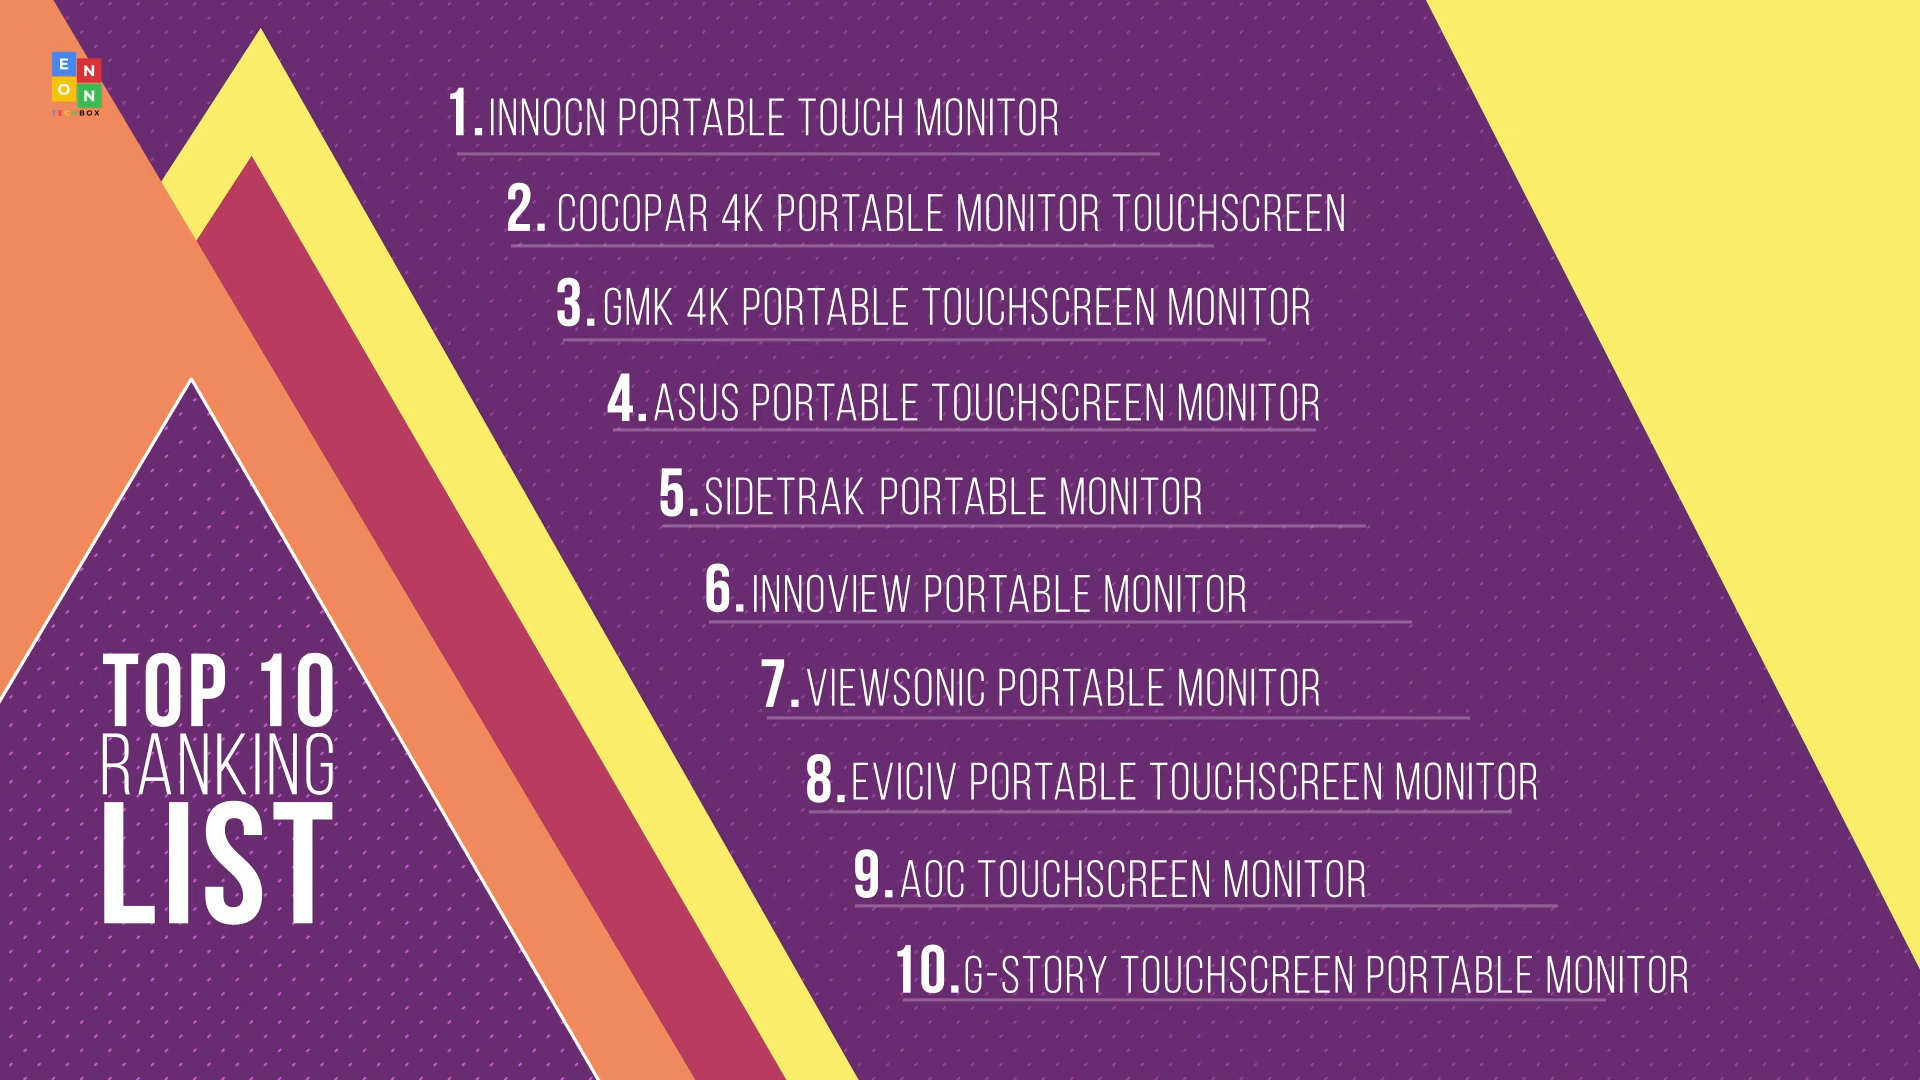 E N
O N
TECHBOX
1. INNOCN PORTABLE TOUCH MONITOR
2. COCOPAR 4K PORTABLE MONITOR TOUCHSCREEN
3. GMK 4K PORTABLE TOUCHSCREEN MONITOR
4. ASUS PORTABLE TOUCHSCREEN MONITOR
5. SIDETRAK PORTABLE MONITOR
6. INNOVIEW PORTABLE MONITOR
7. VIEWSONIC PORTABLE MONITOR
8. EVICIV PORTABLE TOUCHSCREEN MONITOR
9. AOC TOUCHSCREEN MONITOR
10. G-STORY TOUCHSCREEN PORTABLE MONITOR
TOP 10
RANKING
LIST